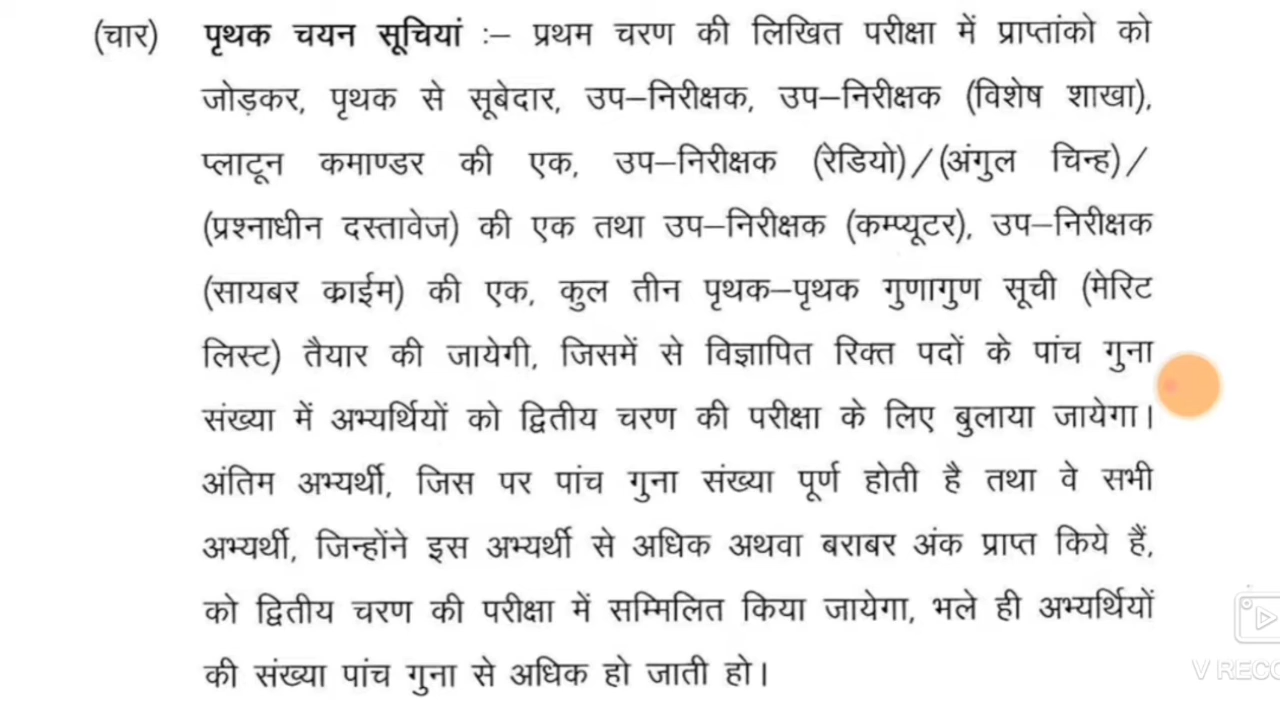 (चार) पृथक चयन सूचियां :– प्रथम चरण की लिखित परीक्षा में प्राप्तांको को
जोड़कर, पृथक से सूबेदार, उप–निरीक्षक, उप–निरीक्षक (विशेष शाखा),
प्लाटून कमाण्डर की एक, उप–निरीक्षक (रेडियो)/(अंगुल चिन्ह)/
(प्रश्नाधीन दस्तावेज) की एक तथा उप–निरीक्षक (कम्प्यूटर), उप–निरीक्षक
(सायबर क्राईम) की एक, कुल तीन पृथक–पृथक गुणागुण सूची (मेरिट
लिस्ट) तैयार की जायेगी, जिसमें से विज्ञापित रिक्त पदों के पांच गुना
संख्या में अभ्यर्थियों को द्वितीय चरण की परीक्षा के लिए बुलाया जायेगा।
अंतिम अभ्यर्थी, जिस पर पांच गुना संख्या पूर्ण होती है तथा वे सभी
अभ्यर्थी, जिन्होंने इस अभ्यर्थी से अधिक अथवा बराबर अंक प्राप्त किये हैं,
को द्वितीय चरण की परीक्षा में सम्मिलित किया जायेगा, भले ही अभ्यर्थियों
की संख्या पांच गुना से अधिक हो जाती हो।
V RECO